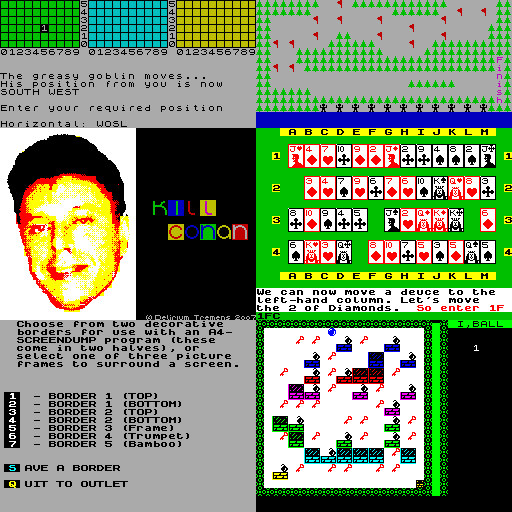 1
0123456789 0123456789 0123456789
The greasy goblin moves...
His position from you is now
SOUTH WEST
Enter your required position
Horizontal: WOSL
Finish
KILL
CONAN
© Delirium Tremens 2007
A B C D E F G H I J K L M
1 1
2 2
3 3
4 4
A B C D E F G H I J K L M
We can now move a deuce to the
left-hand column. Let's move
the 2 of Diamonds. So enter 1F
1FC
Choose from two decorative
borders for use with an A4-
SCREENDUMP program (these
come in two halves), or
select one of three picture
frames to surround a screen.
1 - BORDER 1 (TOP)
2 - BORDER 1 (BOTTOM)
3 - BORDER 2 (TOP)
4 - BORDER 2 (BOTTOM)
5 - BORDER 3 (Frame)
6 - BORDER 4 (Trumpet)
7 - BORDER 5 (Bamboo)
S AVE A BORDER
Q UIT TO OUTLET
I,BALL
1